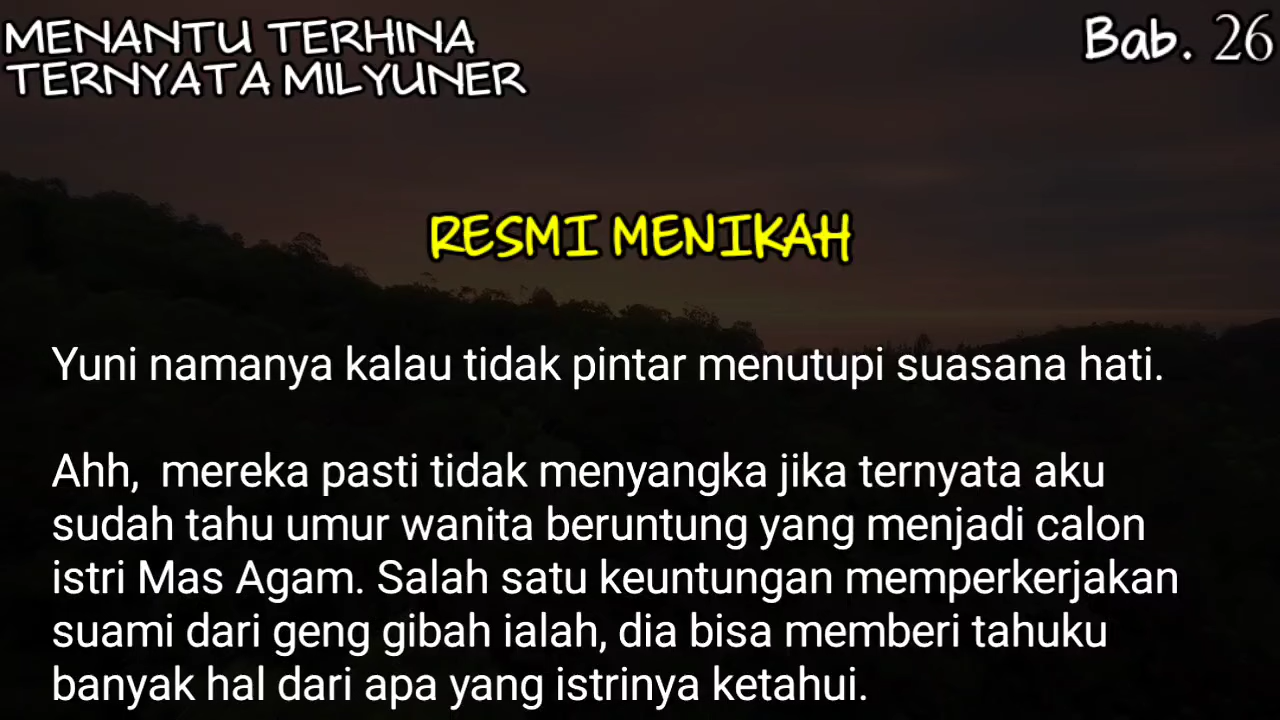 MENANTU TERHINA
TERNYATA MILYUNER
Bab. 26
RESMI MENIKAH
Yuni namanya kalau tidak pintar menutupi suasana hati.
Ahh,  mereka pasti tidak menyangka jika ternyata aku
sudah tahu umur wanita beruntung yang menjadi calon
istri Mas Agam. Salah satu keuntungan memperkerjakan
suami dari geng gibah ialah, dia bisa memberi tahuku
banyak hal dari apa yang istrinya ketahui.